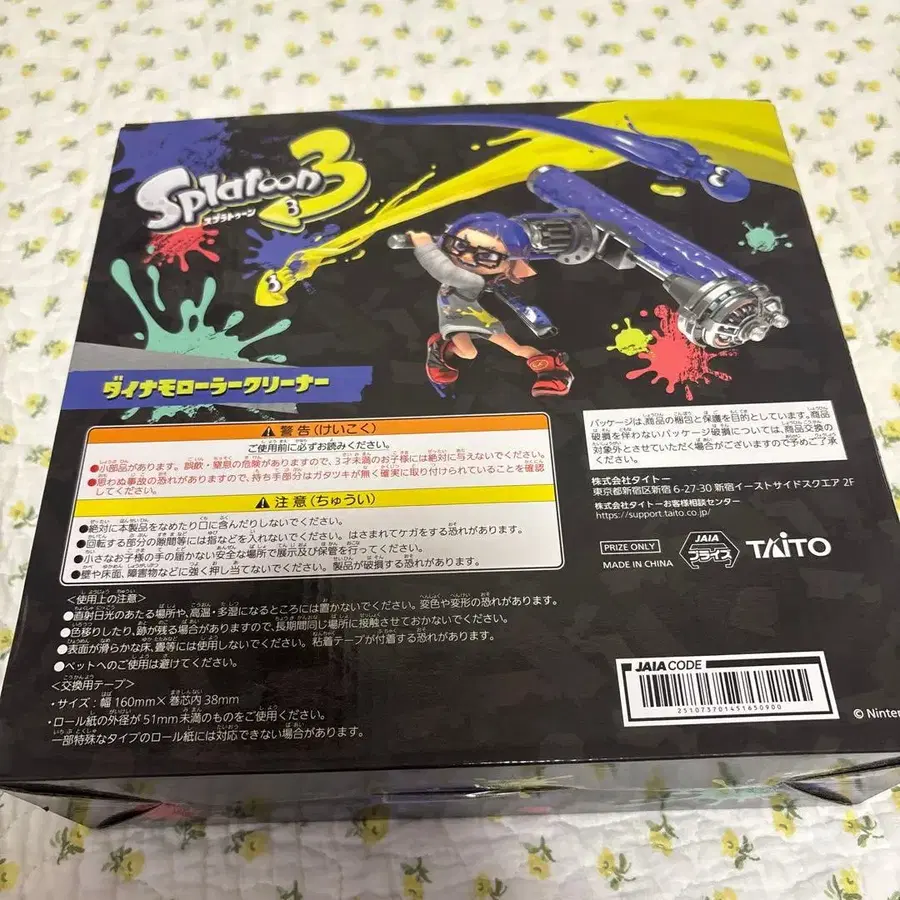 Splatoon 3
スプラトゥーン3
ダイナモローラークリーナー
警告(けいこく)
ご使用前に必ずお読みください。
●小部品があります。誤飲・窒息の危険がありますので、3才未満のお子様には絶対に与えないでください。
●思わぬ事故の恐れがありますので、持ち手部分はガタツキが無く確実に取り付けられていることを確認
してください。
注意(ちゅうい)
●絶対に本製品をなめたり口に含んだりしないでください。
●回転する部分の隙間等には指などを入れないでください。はさまれてケガをする恐れがあります。
●小さなお子様の手の届かない安全な場所で展示及び保管を行ってください。
●壁や床面、障害物などに強く押し当てないでください。製品が破損する恐れがあります。
<使用上の注意>
●直射日光のあたる場所や、高温・多湿になるところには置かないでください。変色や変形の恐れがあります。
●色移りしたり、跡が残る場合がありますので、長期間同じ場所に接触させておかないでください。
●表面が滑らかな床、畳等には使用しないでください。粘着テープが付着する恐れがあります。
●ペットへのご使用は避けてください。
<交換用テープ>
・サイズ:幅160mm×巻芯内38mm
・ロール紙の外径が51mm未満のものをご使用ください。
一部特殊なタイプのロール紙には対応できない場合があります。
パッケージは、商品の梱包と保護を目的としています。商品
破損を伴わないパッケージ破損については、商品交換の
対象外とさせていただく場合がございますので予めご了承
ください。
株式会社タイトー
東京都新宿区新宿6-27-30 新宿イーストサイドスクエア 2F
株式会社タイトーお客様相談センター
https://support.taito.co.jp/
PRIZE ONLY
MADE IN CHINA
JAIA
プライズ
TAITO
JAIA CODE
251073701451650900
© Ninten